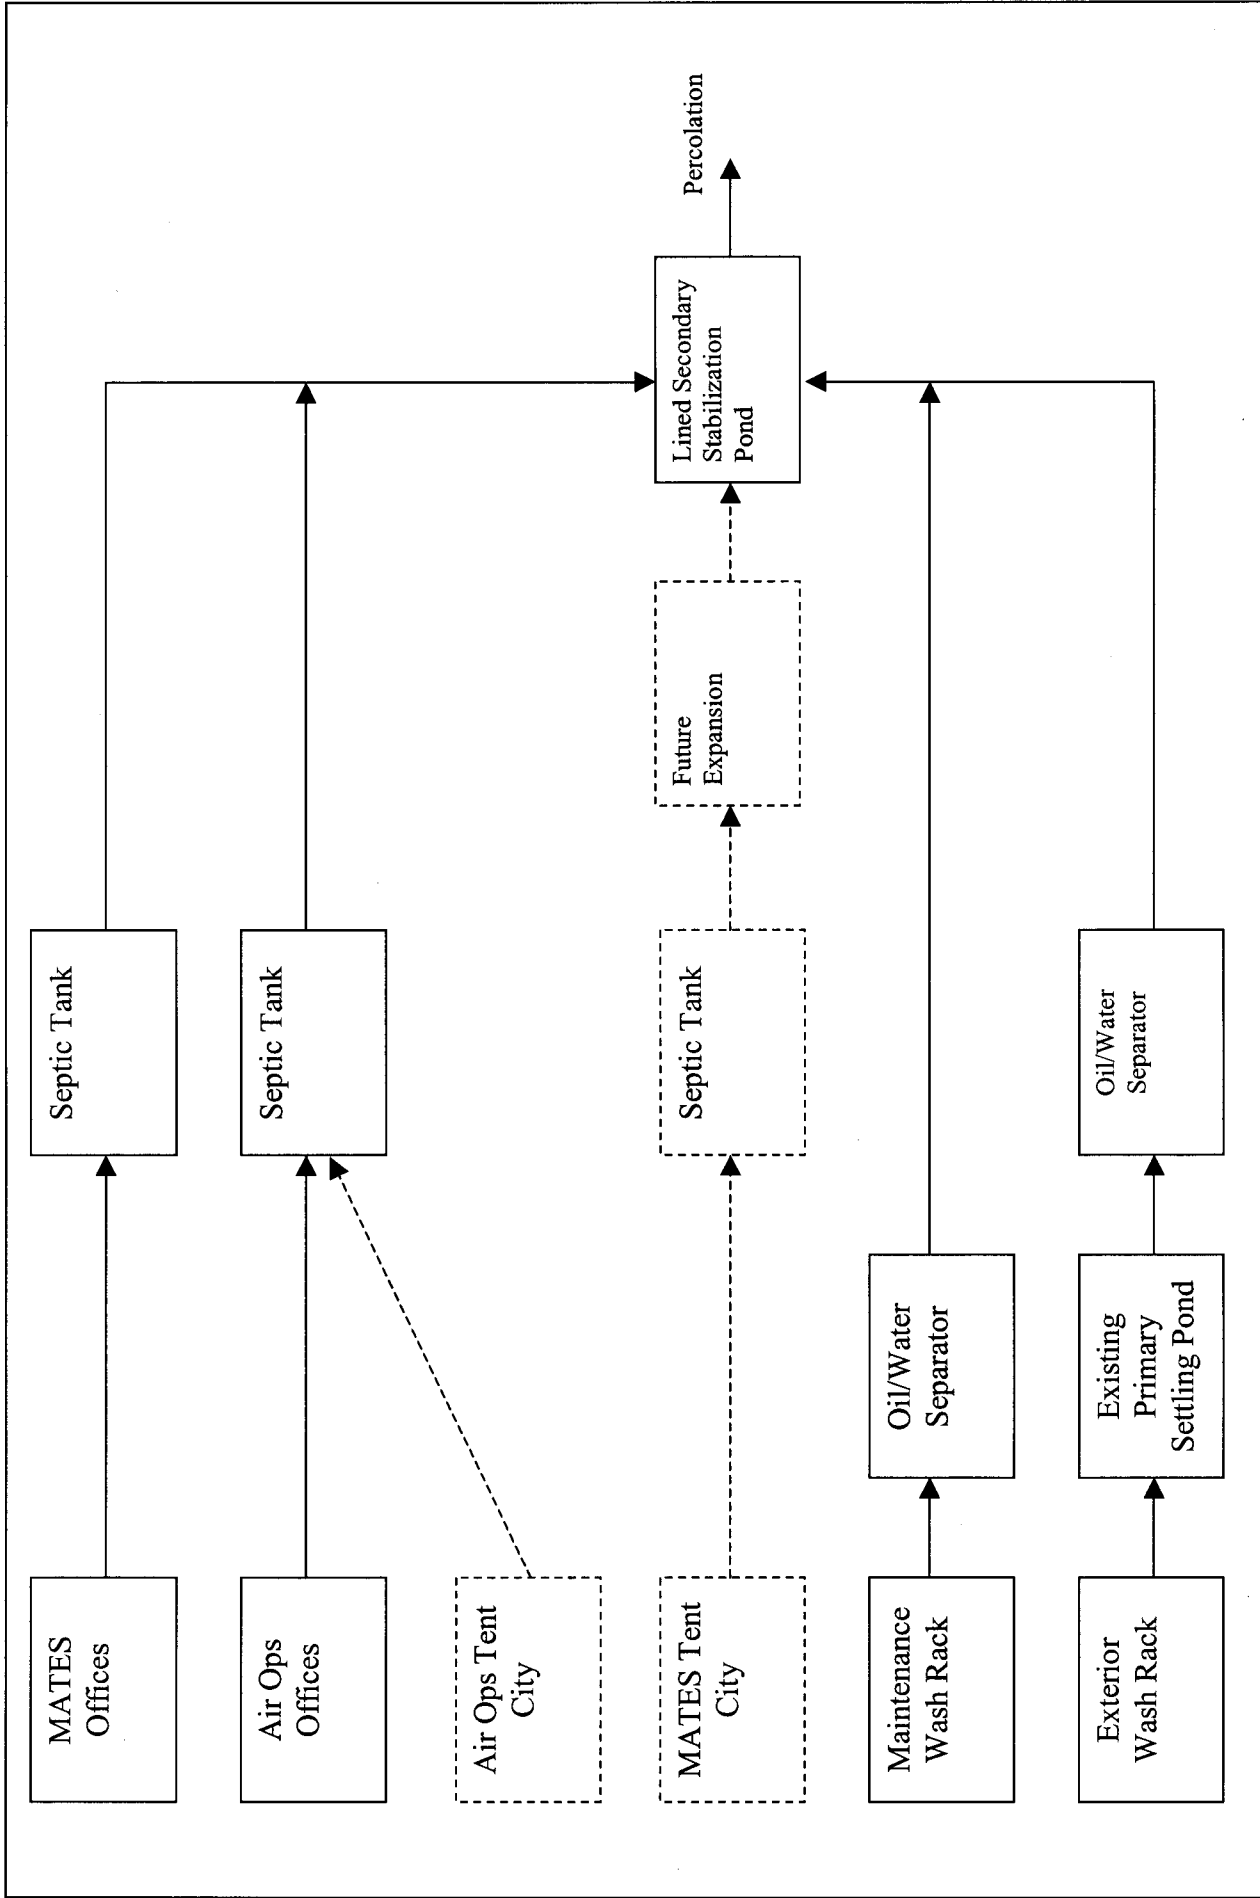 MATES
Offices
Septic Tank
Air Ops
Offices
Septic Tank
Air Ops Tent
City
MATES Tent
City
Septic Tank
Future
Expansion
Lined Secondary
Stabilization
Pond
Percolation
Maintenance
Wash Rack
Oil/Water
Separator
Exterior
Wash Rack
Existing
Primary
Settling Pond
Oil/Water
Separator